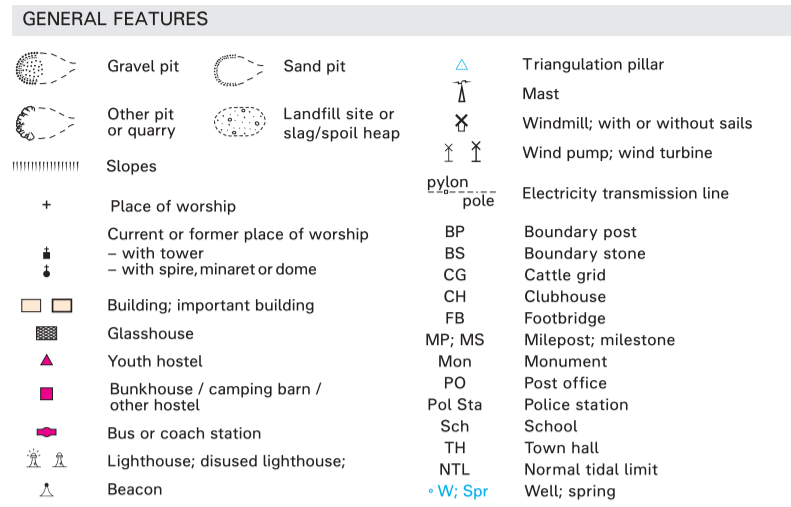 GENERAL FEATURES
Gravel pit
Sand pit
Other pit
or quarry
Landfill site or
slag/spoil heap
Slopes
Place of worship
Current or former place of worship
– with tower
– with spire, minaret or dome
Building; important building
Glasshouse
Youth hostel
Bunkhouse / camping barn /
other hostel
Bus or coach station
Lighthouse; disused lighthouse;
Beacon
Triangulation pillar
Mast
Windmill; with or without sails
Wind pump; wind turbine
pylon
pole
Electricity transmission line
BP Boundary post
BS Boundary stone
CG Cattle grid
CH Clubhouse
FB Footbridge
MP; MS Milepost; milestone
Mon Monument
PO Post office
Pol Sta Police station
Sch School
TH Town hall
NTL Normal tidal limit
W; Spr Well; spring